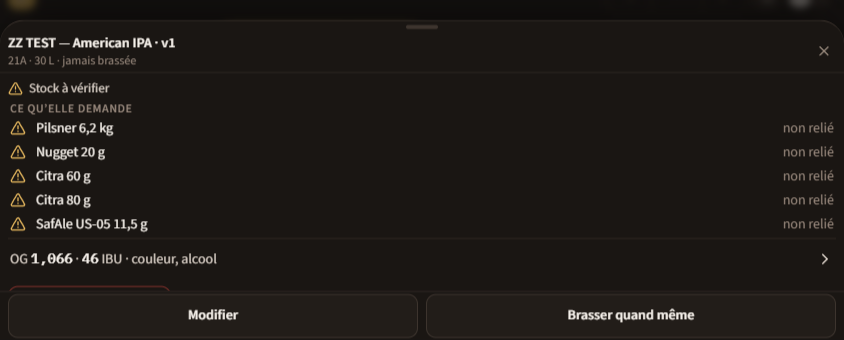 ZZ TEST — American IPA · v1
21A · 30 L · jamais brassée
Stock à vérifier
CE QU'ELLE DEMANDE
Pilsner 6,2 kg non relié
Nugget 20 g non relié
Citra 60 g non relié
Citra 80 g non relié
SafAle US-05 11,5 g non relié
OG 1,066 · 46 IBU · couleur, alcool
Modifier Brasser quand même